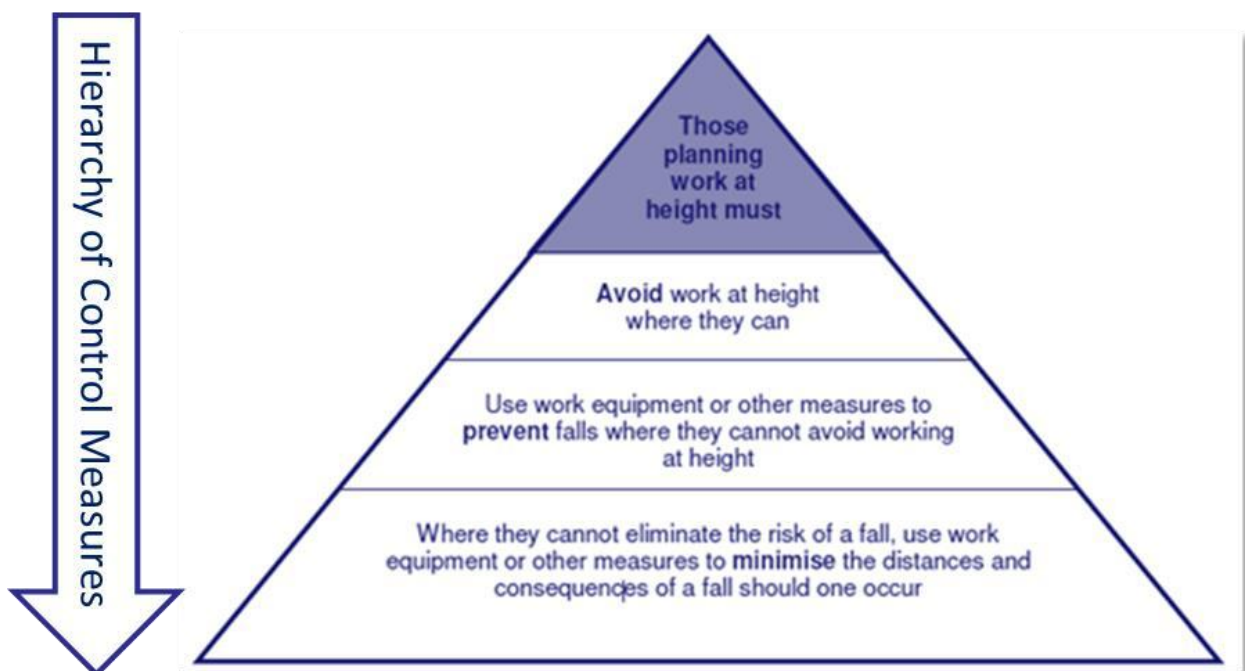 Hierarchy of Control Measures
Those
planning
work at
height must
Avoid work at height
where they can
Use work equipment or other measures to
prevent falls where they cannot avoid working
at height
Where they cannot eliminate the risk of a fall, use work
equipment or other measures to minimise the distances and
consequences of a fall should one occur